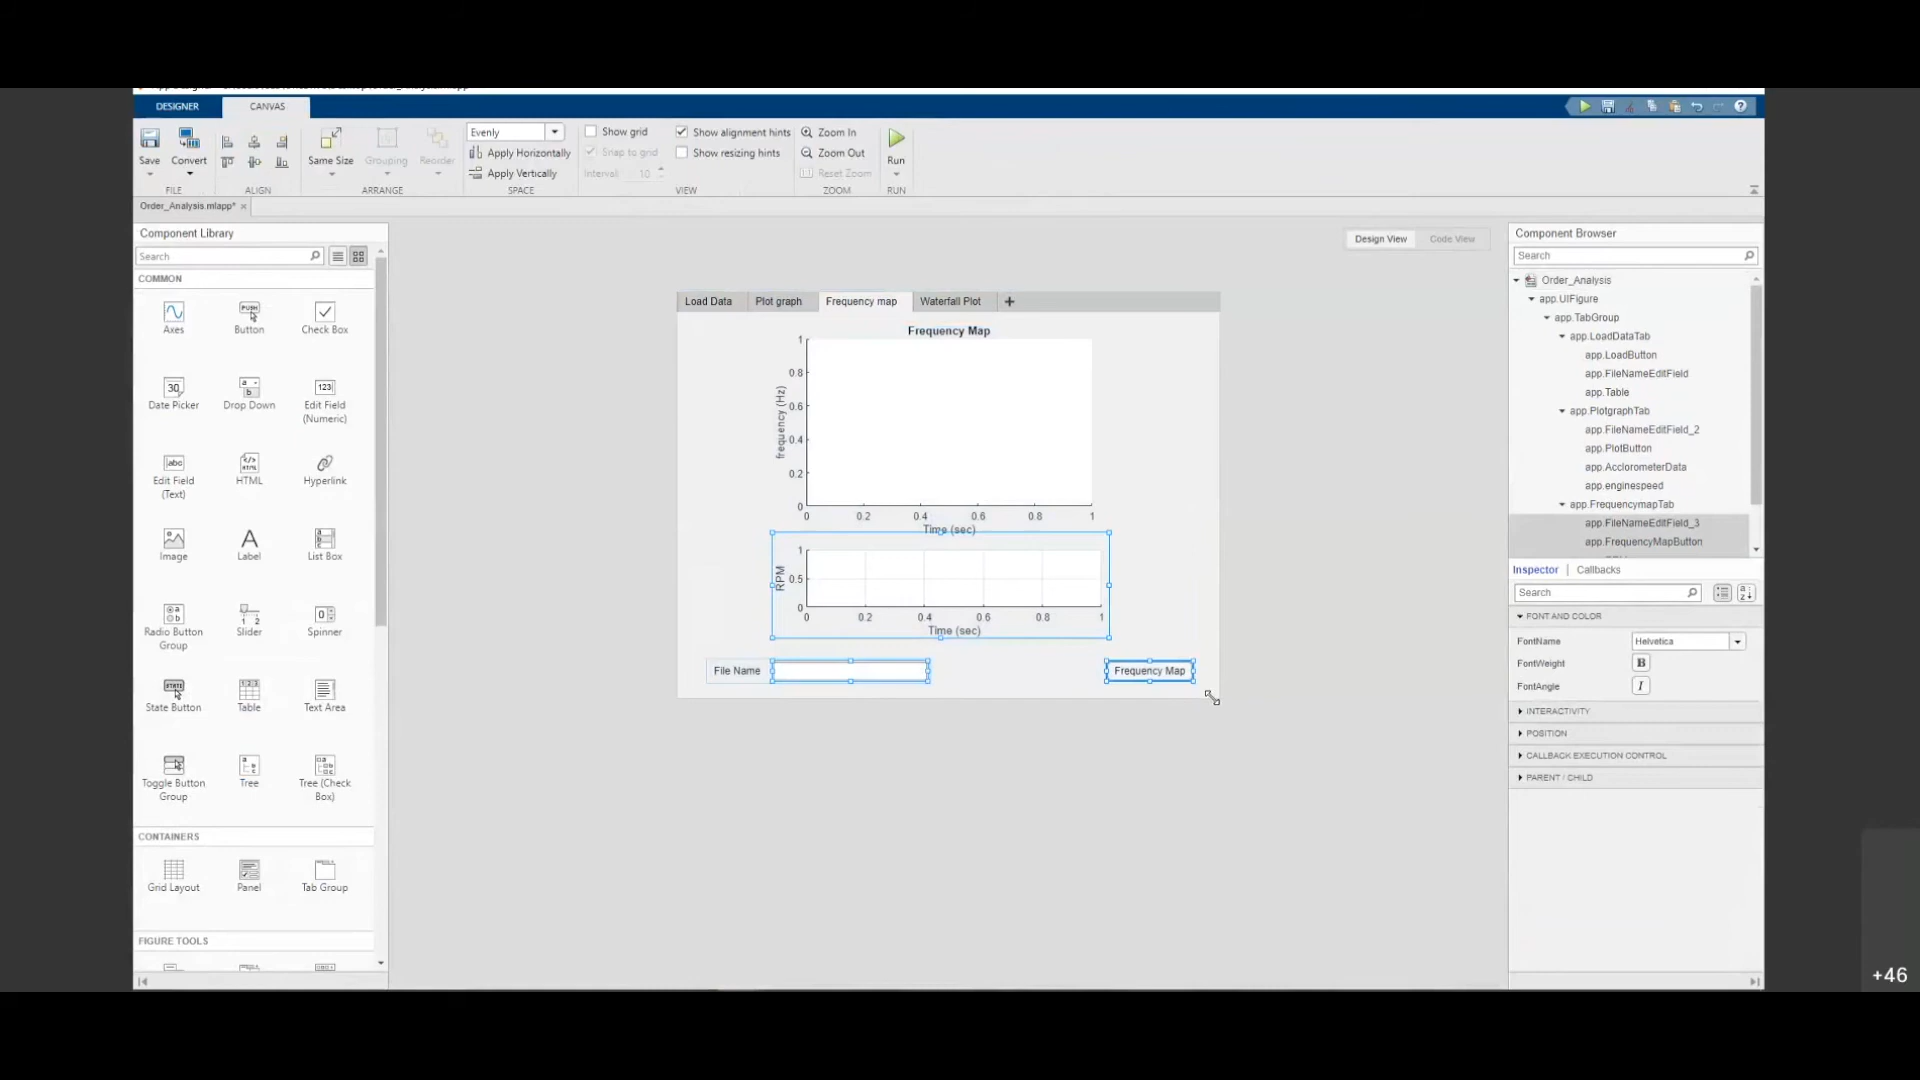 DESIGNER
CANVAS
Save
Convert
FILE
ALIGN
Same Size
Grouping
Reorder
ARRANGE
Evenly
Apply Horizontally
Apply Vertically
SPACE
Show grid
Snap to grid
Interval: 10
Show alignment hints
Show resizing hints
VIEW
Zoom In
Zoom Out
Reset Zoom
ZOOM
Run
RUN
Order_Analysis.mlapp*
Component Library
Search
COMMON
Axes
PUSH
Button
Check Box
30
Date Picker
Drop Down
123
Edit Field
(Numeric)
Edit Field
(Text)
HTML
Hyperlink
Image
Label
List Box
Radio Button
Group
Slider
Spinner
STATE
State Button
Table
Text Area
Toggle Button
Group
Tree
Tree (Check
Box)
CONTAINERS
Grid Layout
Panel
Tab Group
FIGURE TOOLS
Design View
Code View
Load Data
Plot graph
Frequency map
Waterfall Plot
Frequency Map
frequency (Hz)
1
0.8
0.6
0.4
0.2
0
0 0.2 0.4 0.6 0.8 1
Time (sec)
RPM
1
0.5
0
0 0.2 0.4 0.6 0.8 1
Time (sec)
File Name
Frequency Map
Component Browser
Search
Order_Analysis
app.UIFigure
app.TabGroup
app.LoadDataTab
app.LoadButton
app.FileNameEditField
app.Table
app.PlotgraphTab
app.FileNameEditField_2
app.PlotButton
app.AcclorometerData
app.enginespeed
app.FrequencymapTab
app.FileNameEditField_3
app.FrequencyMapButton
Inspector
Callbacks
Search
FONT AND COLOR
FontName
Helvetica
FontWeight
B
FontAngle
I
INTERACTIVITY
POSITION
CALLBACK EXECUTION CONTROL
PARENT / CHILD
+46